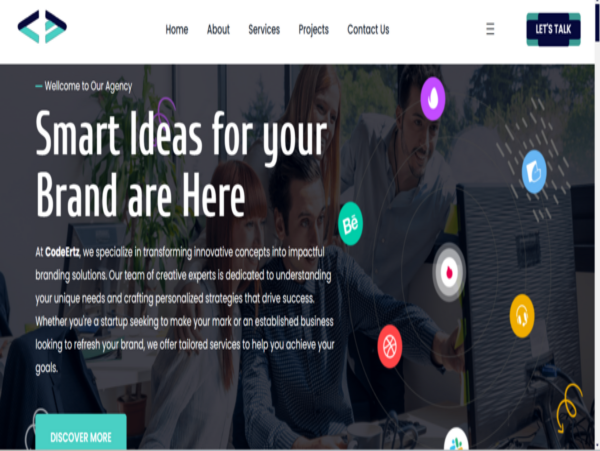 Home About Services Projects Contact Us
LET'S TALK
Wellcome to Our Agency
Smart Ideas for your
Brand are Here
At CodeErtz, we specialize in transforming innovative concepts into impactful
branding solutions. Our team of creative experts is dedicated to understanding
your unique needs and crafting personalized strategies that drive success.
Whether you're a startup seeking to make your mark or an established business
looking to refresh your brand, we offer tailored services to help you achieve your
goals.
Bē
DISCOVER MORE